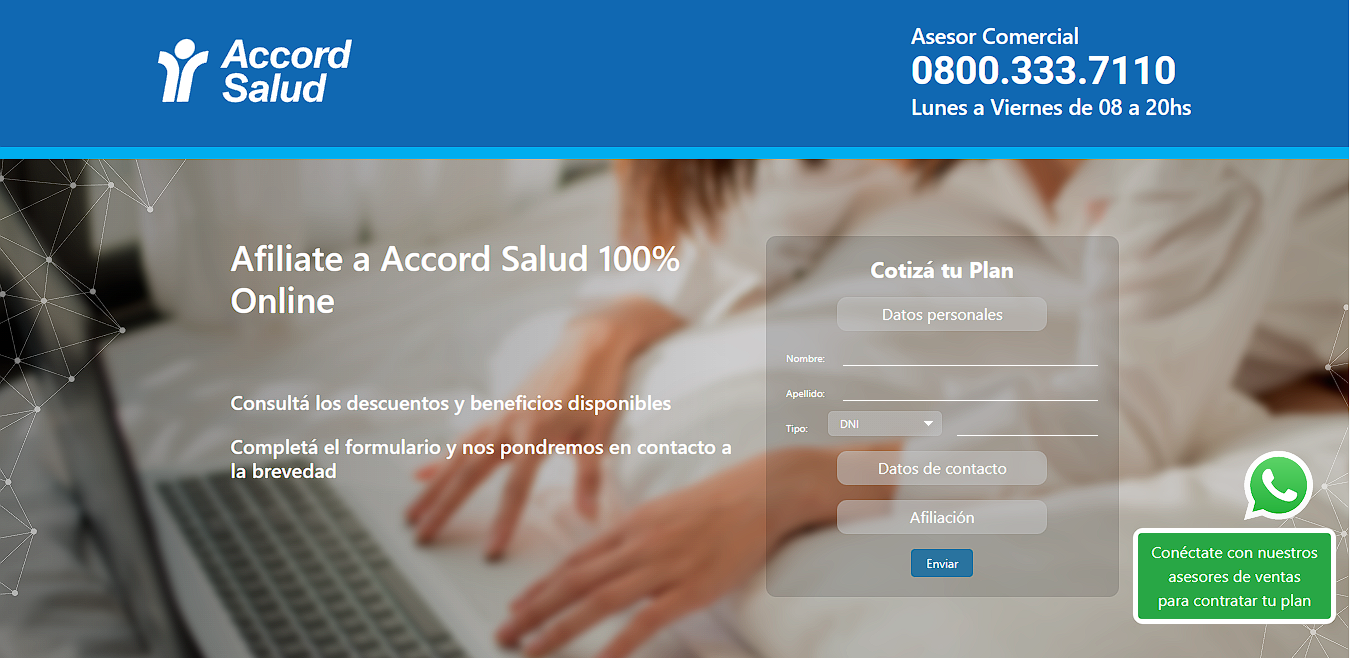 Accord
Salud
Asesor Comercial
0800.333.7110
Lunes a Viernes de 08 a 20hs
Afiliate a Accord Salud 100%
Online
Consultá los descuentos y beneficios disponibles
Completá el formulario y nos pondremos en contacto a
la brevedad
Cotizá tu Plan
Datos personales
Nombre:
Apellido:
Tipo: DNI
Datos de contacto
Afiliación
Enviar
Conéctate con nuestros
asesores de ventas
para contratar tu plan